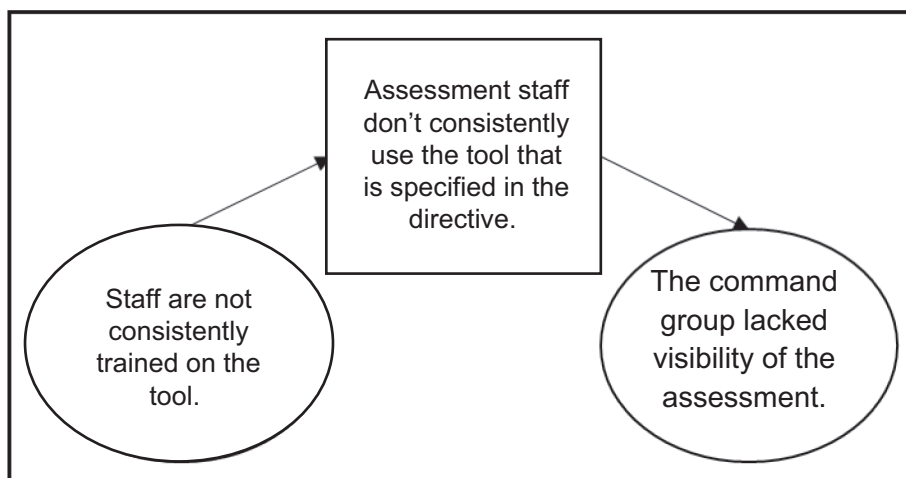 Assessment staff
don’t consistently
use the tool that
is specified in the
directive.
Staff are not
consistently
trained on the
tool.
The command
group lacked
visibility of the
assessment.